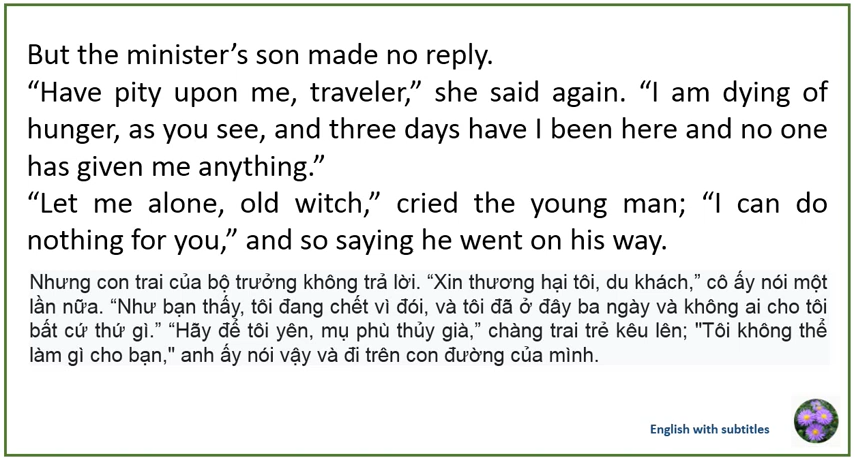 But the minister’s son made no reply.
“Have pity upon me, traveler,” she said again. “I am dying of
hunger, as you see, and three days have I been here and no one
has given me anything.”
“Let me alone, old witch,” cried the young man; “I can do
nothing for you,” and so saying he went on his way.
Nhưng con trai của bộ trưởng không trả lời. “Xin thương hại tôi, du khách,” cô ấy nói một
lần nữa. “Như bạn thấy, tôi đang chết vì đói, và tôi đã ở đây ba ngày và không ai cho tôi
bất cứ thứ gì.” “Hãy để tôi yên, mụ phù thủy già,” chàng trai trẻ kêu lên; "Tôi không thể
làm gì cho bạn," anh ấy nói vậy và đi trên con đường của mình.
English with subtitles